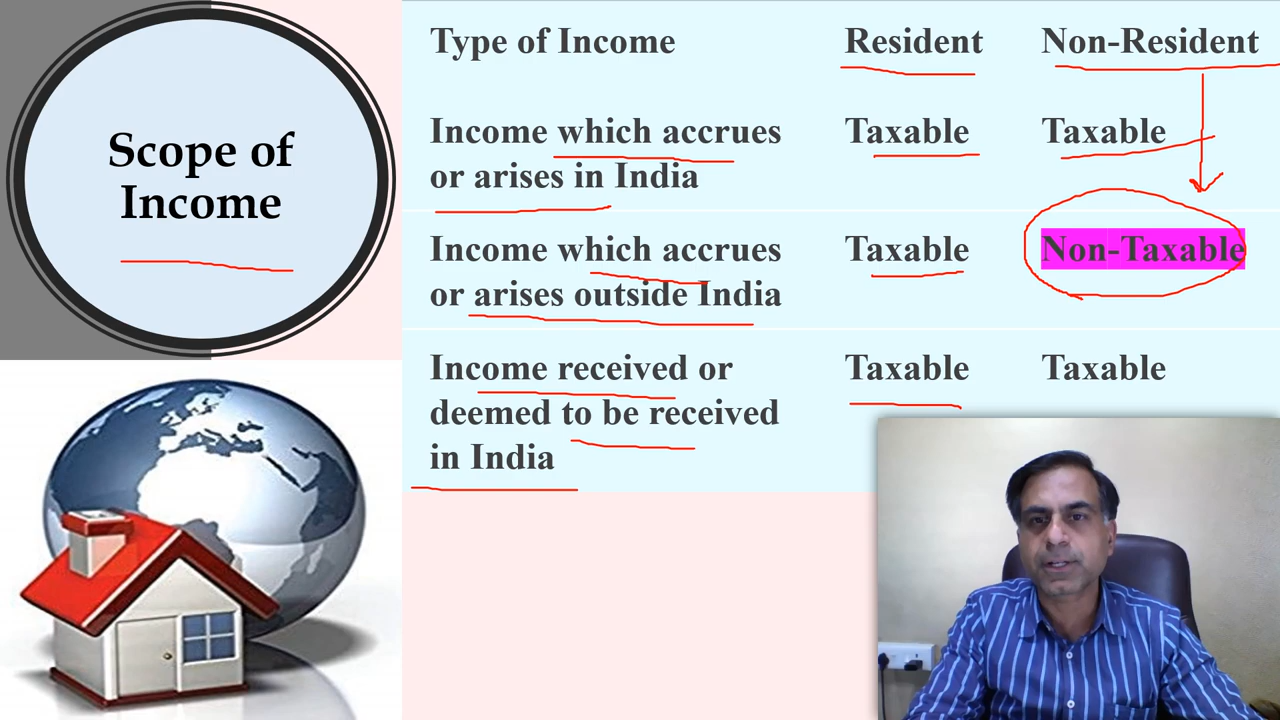 Scope of
Income
Type of Income Resident Non-Resident
Income which accrues Taxable Taxable
or arises in India
Income which accrues Taxable Non-Taxable
or arises outside India
Income received or Taxable Taxable
deemed to be received
in India